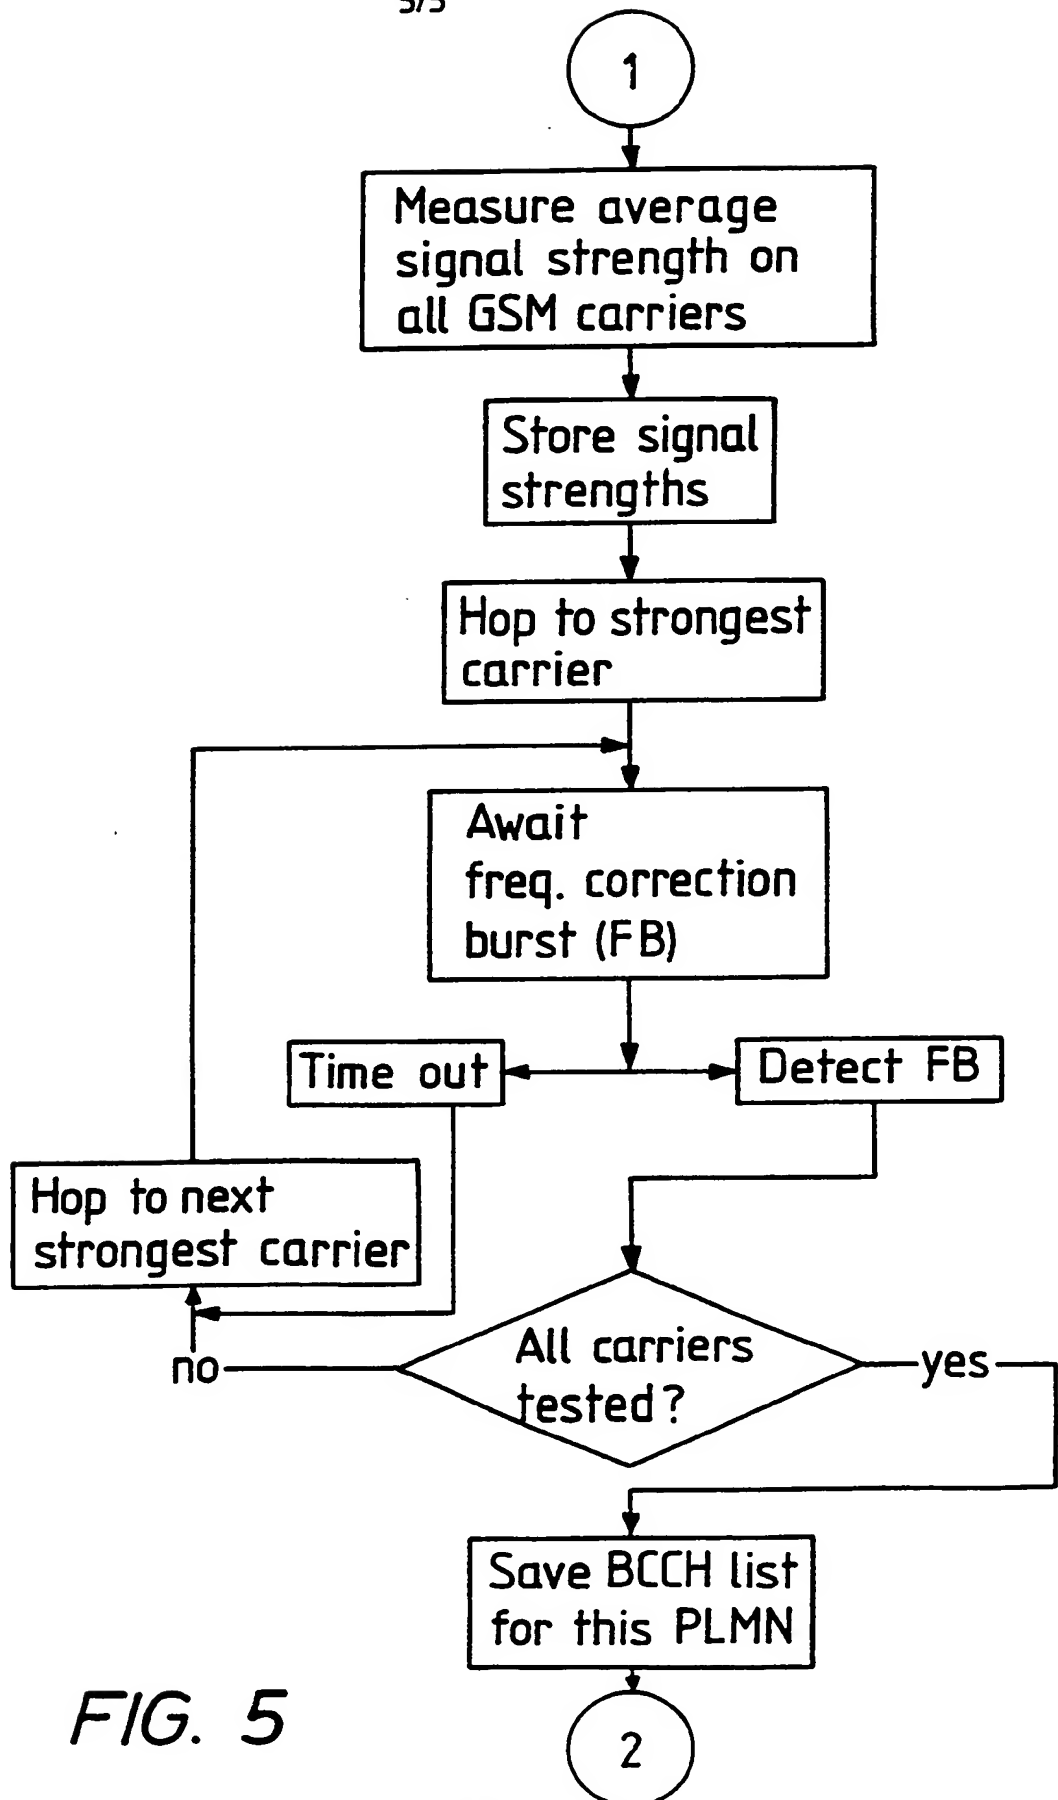 5/5
1
Measure average
signal strength on
all GSM carriers
Store signal
strengths
Hop to strongest
carrier
Await
freq. correction
burst (FB)
Time out
Detect FB
Hop to next
strongest carrier
All carriers
tested?
no
yes
Save BCCH list
for this PLMN
FIG. 5
2